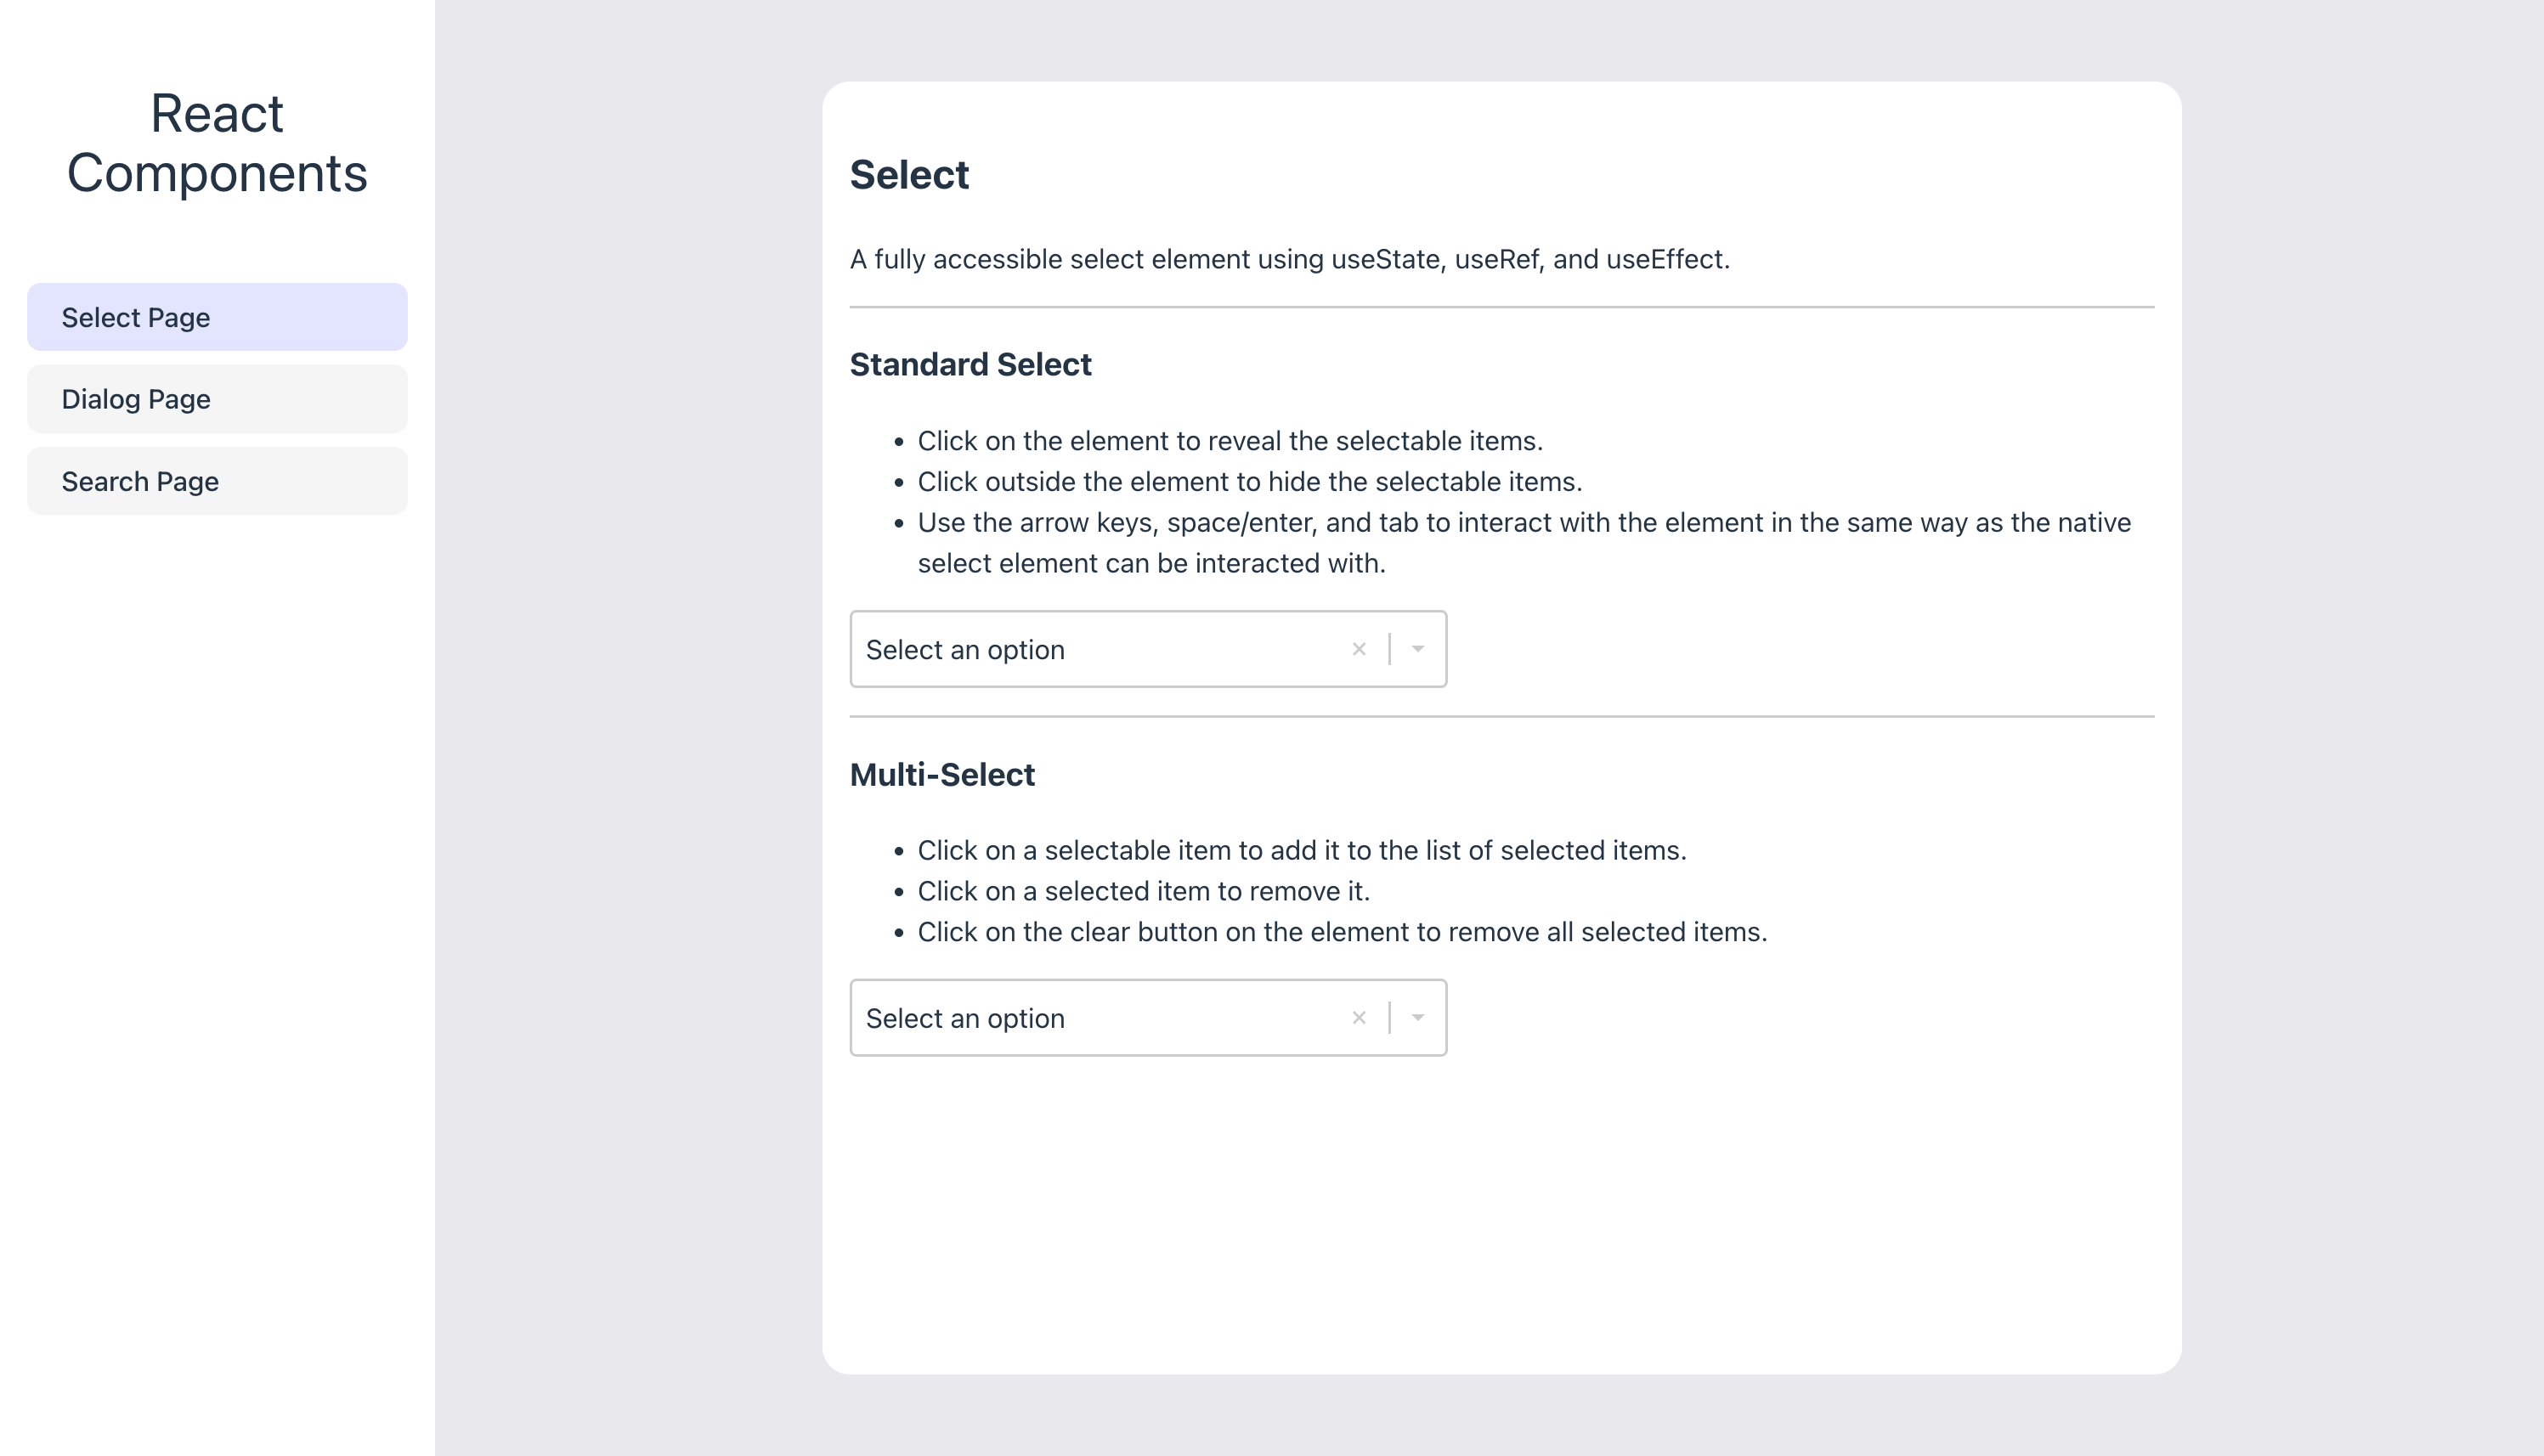 React
Components
Select Page
Dialog Page
Search Page
Select
A fully accessible select element using useState, useRef, and useEffect.
Standard Select
• Click on the element to reveal the selectable items.
• Click outside the element to hide the selectable items.
• Use the arrow keys, space/enter, and tab to interact with the element in the same way as the native
select element can be interacted with.
Select an option
Multi-Select
• Click on a selectable item to add it to the list of selected items.
• Click on a selected item to remove it.
• Click on the clear button on the element to remove all selected items.
Select an option